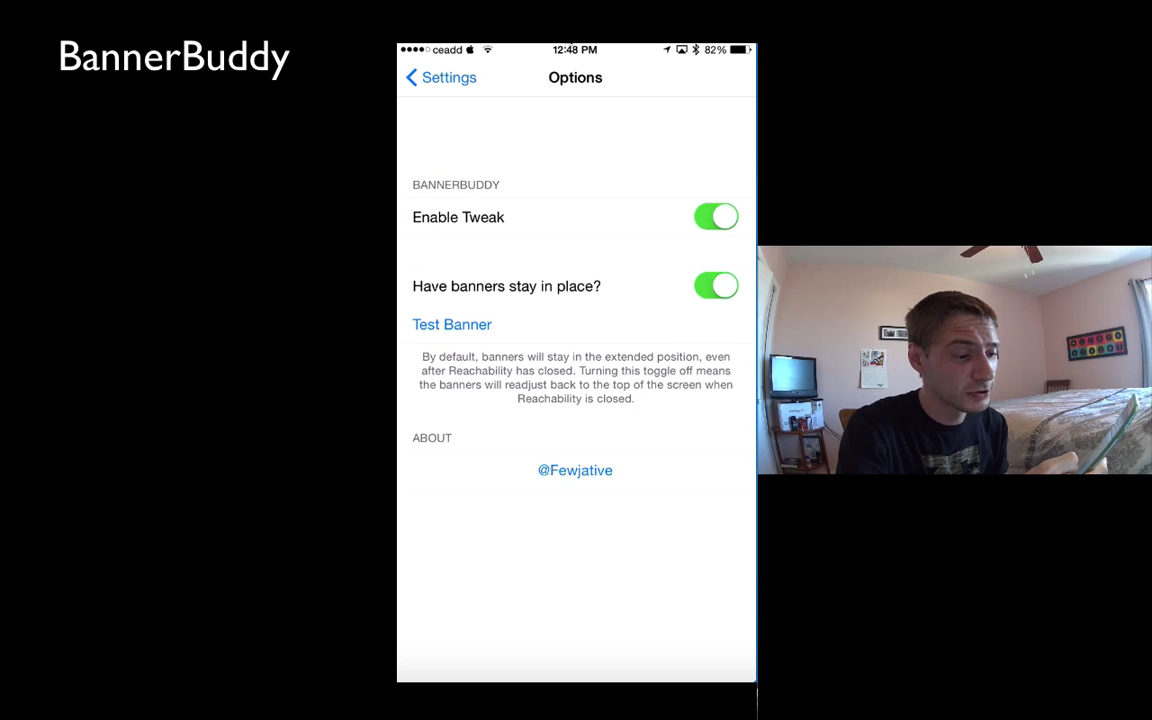 BannerBuddy
ceadd 12:48 PM 82%
Settings Options
BANNERBUDDY
Enable Tweak
Have banners stay in place?
Test Banner
By default, banners will stay in the extended position, even
after Reachability has closed. Turning this toggle off means
the banners will readjust back to the top of the screen when
Reachability is closed.
ABOUT
@Fewjative